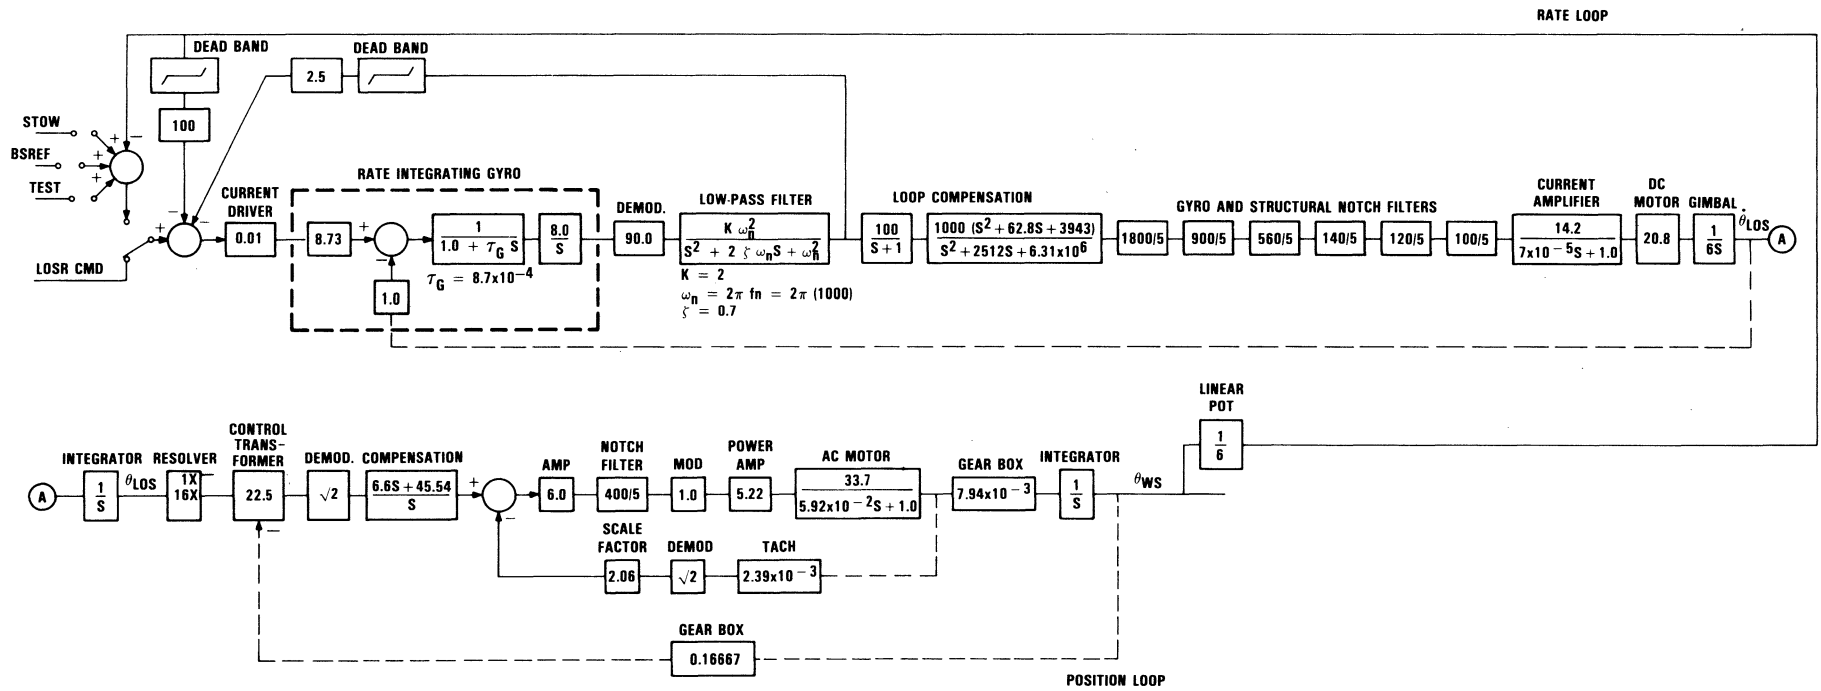 RATE LOOP
DEAD BAND
DEAD BAND
2.5
100
STOW
+
−
BSREF
+
TEST
+
RATE INTEGRATING GYRO
CURRENT
DRIVER
−
−
+
0.01
8.73
+
−
1
1.0 + τG S
8.0
S
τG = 8.7x10−4
1.0
DEMOD.
90.0
LOW-PASS FILTER
K ωn2
S2 + 2 ζ ωnS + ωn2
K = 2
ωn = 2π fn = 2π (1000)
ζ = 0.7
LOOP COMPENSATION
100
S+1
1000 (S2 + 62.8S + 3943)
S2 + 2512S + 6.31x106
GYRO AND STRUCTURAL NOTCH FILTERS
1800/5
900/5
560/5
140/5
120/5
100/5
CURRENT
AMPLIFIER
14.2
7x10−5S + 1.0
DC
MOTOR
20.8
GIMBAL
1
6S
θ̇LOS
A
LOSR CMD
LINEAR
POT
1
6
A
INTEGRATOR
1
S
θLOS
RESOLVER
1X
16X
CONTROL
TRANS-
FORMER
22.5
−
DEMOD.
√2
COMPENSATION
6.6S + 45.54
S
+
−
AMP
6.0
NOTCH
FILTER
400/5
MOD
1.0
POWER
AMP
5.22
AC MOTOR
33.7
5.92x10−2S + 1.0
GEAR BOX
7.94x10−3
INTEGRATOR
1
S
θWS
SCALE
FACTOR
2.06
DEMOD
√2
TACH
2.39x10−3
GEAR BOX
0.16667
POSITION LOOP